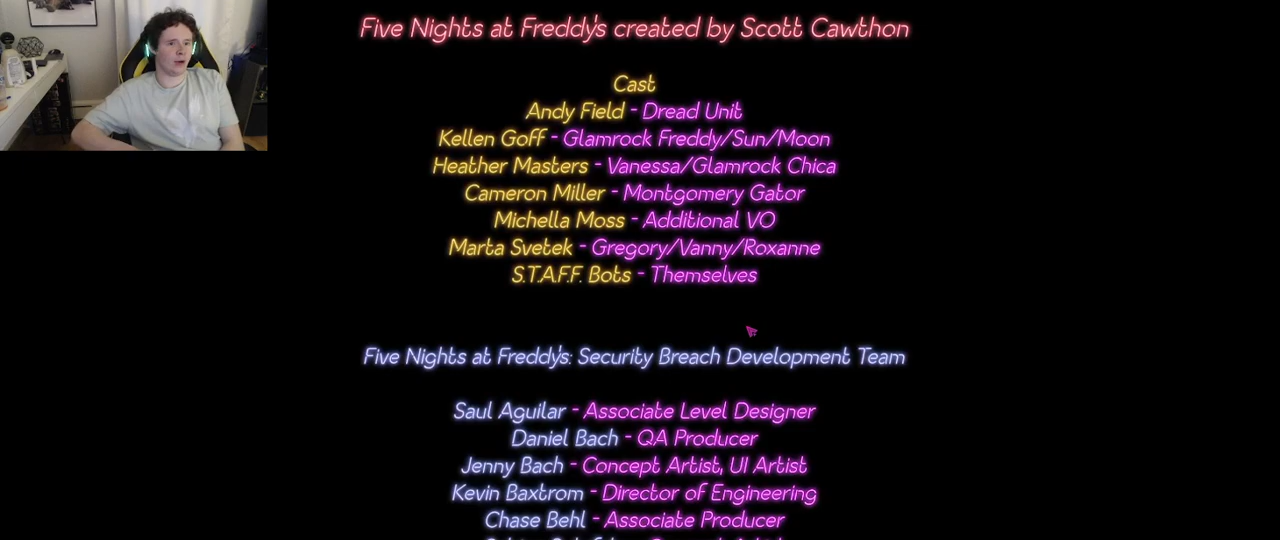 Five Nights at Freddy's created by Scott Cawthon
Cast
Andy Field - Dread Unit
Kellen Goff - Glamrock Freddy/Sun/Moon
Heather Masters - Vanessa/Glamrock Chica
Cameron Miller - Montgomery Gator
Michella Moss - Additional VO
Marta Svetek - Gregory/Vanny/Roxanne
S.T.A.F.F. Bots - Themselves
Five Nights at Freddy's: Security Breach Development Team
Saul Aguilar - Associate Level Designer
Daniel Bach - QA Producer
Jenny Bach - Concept Artist, UI Artist
Kevin Baxtrom - Director of Engineering
Chase Behl - Associate Producer